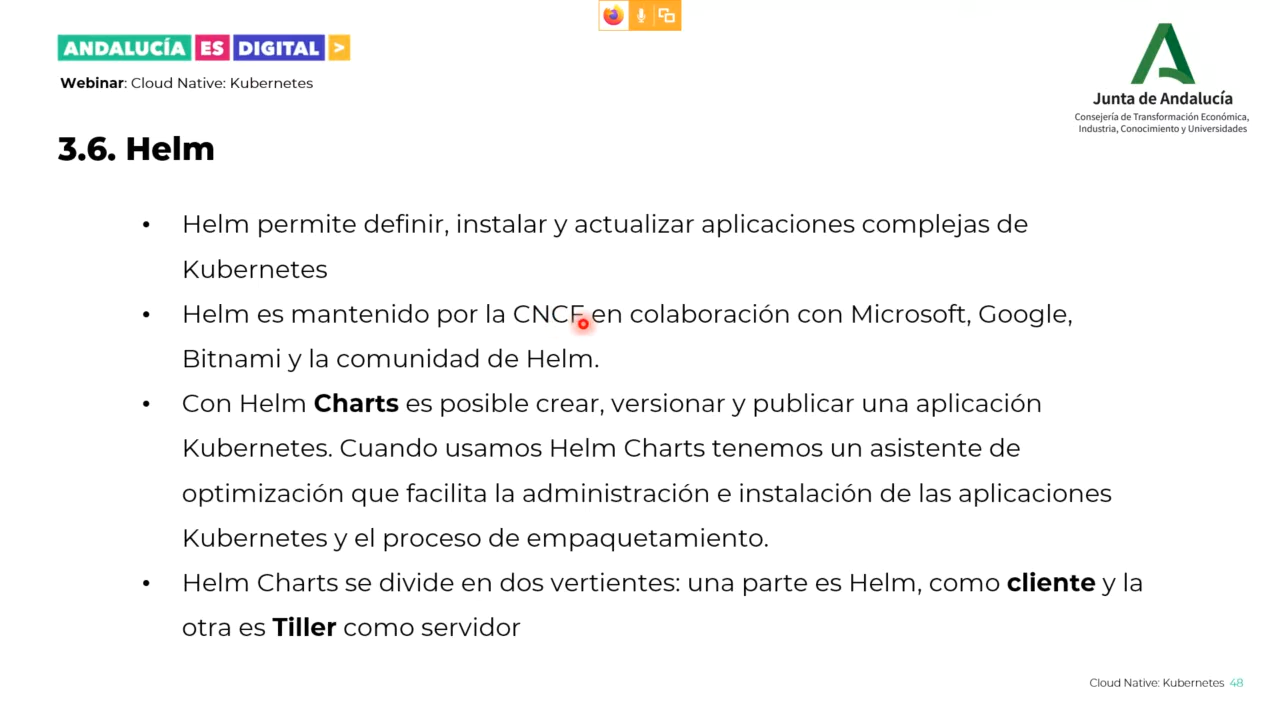 ANDALUCÍA ES DIGITAL >
Webinar: Cloud Native: Kubernetes
Junta de Andalucía
Consejería de Transformación Económica,
Industria, Conocimiento y Universidades
3.6. Helm
• Helm permite definir, instalar y actualizar aplicaciones complejas de
Kubernetes
• Helm es mantenido por la CNCF en colaboración con Microsoft, Google,
Bitnami y la comunidad de Helm.
• Con Helm Charts es posible crear, versionar y publicar una aplicación
Kubernetes. Cuando usamos Helm Charts tenemos un asistente de
optimización que facilita la administración e instalación de las aplicaciones
Kubernetes y el proceso de empaquetamiento.
• Helm Charts se divide en dos vertientes: una parte es Helm, como cliente y la
otra es Tiller como servidor
Cloud Native: Kubernetes 48